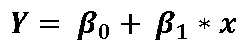 Y = β₀ + β₁ * x